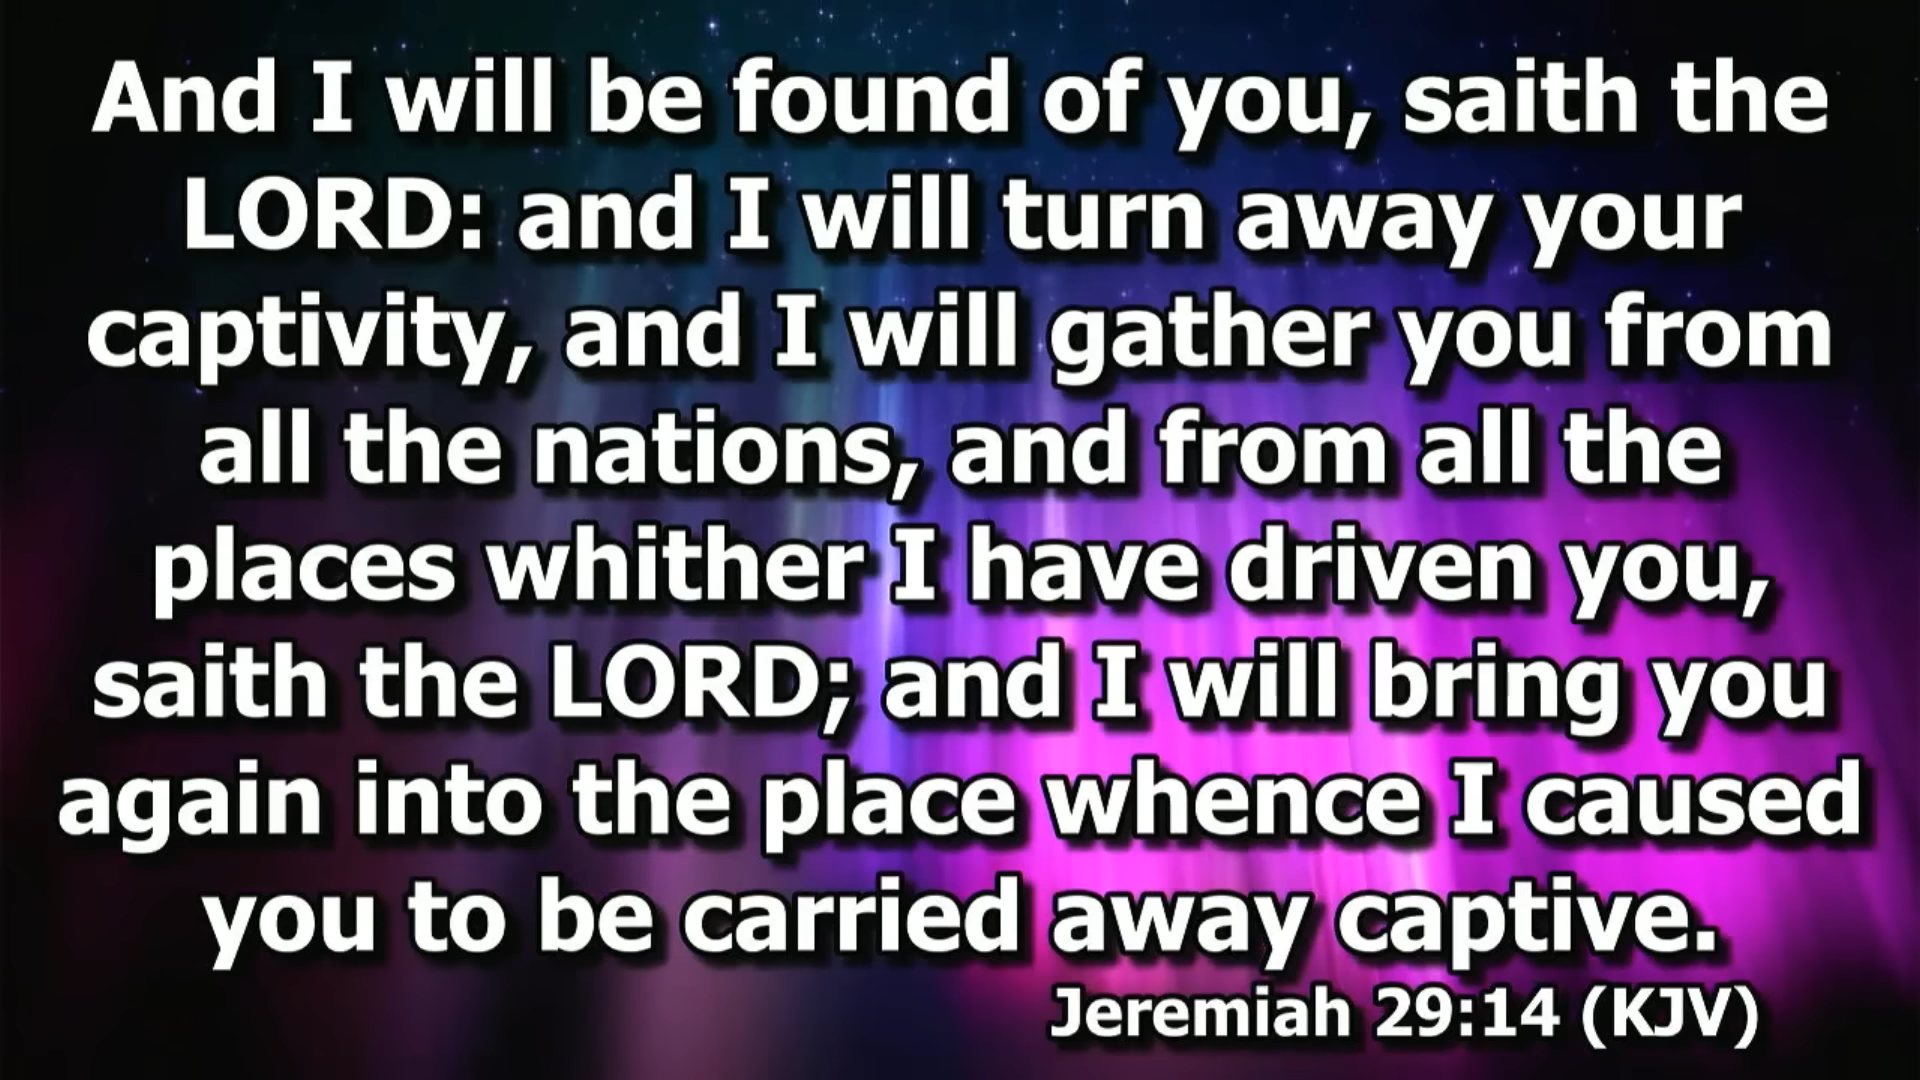 And I will be found of you, saith the
LORD: and I will turn away your
captivity, and I will gather you from
all the nations, and from all the
places whither I have driven you,
saith the LORD; and I will bring you
again into the place whence I caused
you to be carried away captive.
Jeremiah 29:14 (KJV)